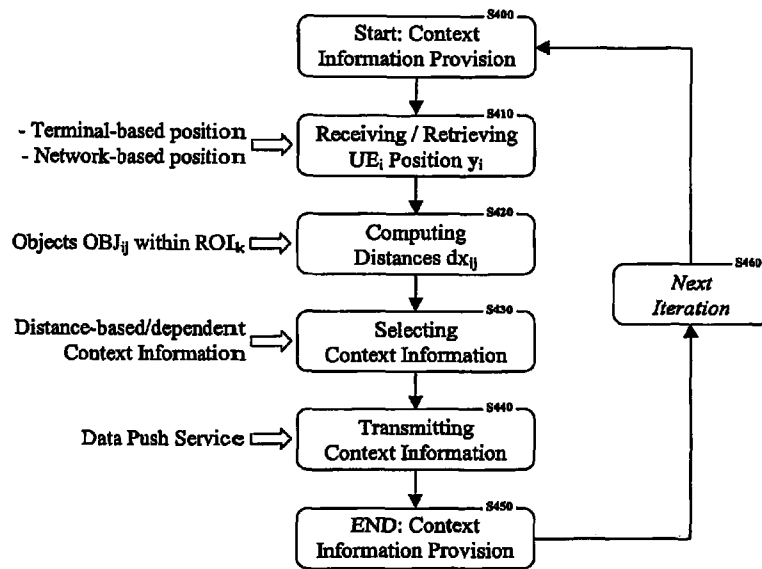 S400
Start: Context
Information Provision
S410
- Terminal-based position
- Network-based position
Receiving / Retrieving
UEi Position yi
S420
Objects OBJij within ROIk
Computing
Distances dxij
S460
Next
Iteration
S430
Distance-based/dependent
Context Information
Selecting
Context Information
S440
Data Push Service
Transmitting
Context Information
S450
END: Context
Information Provision